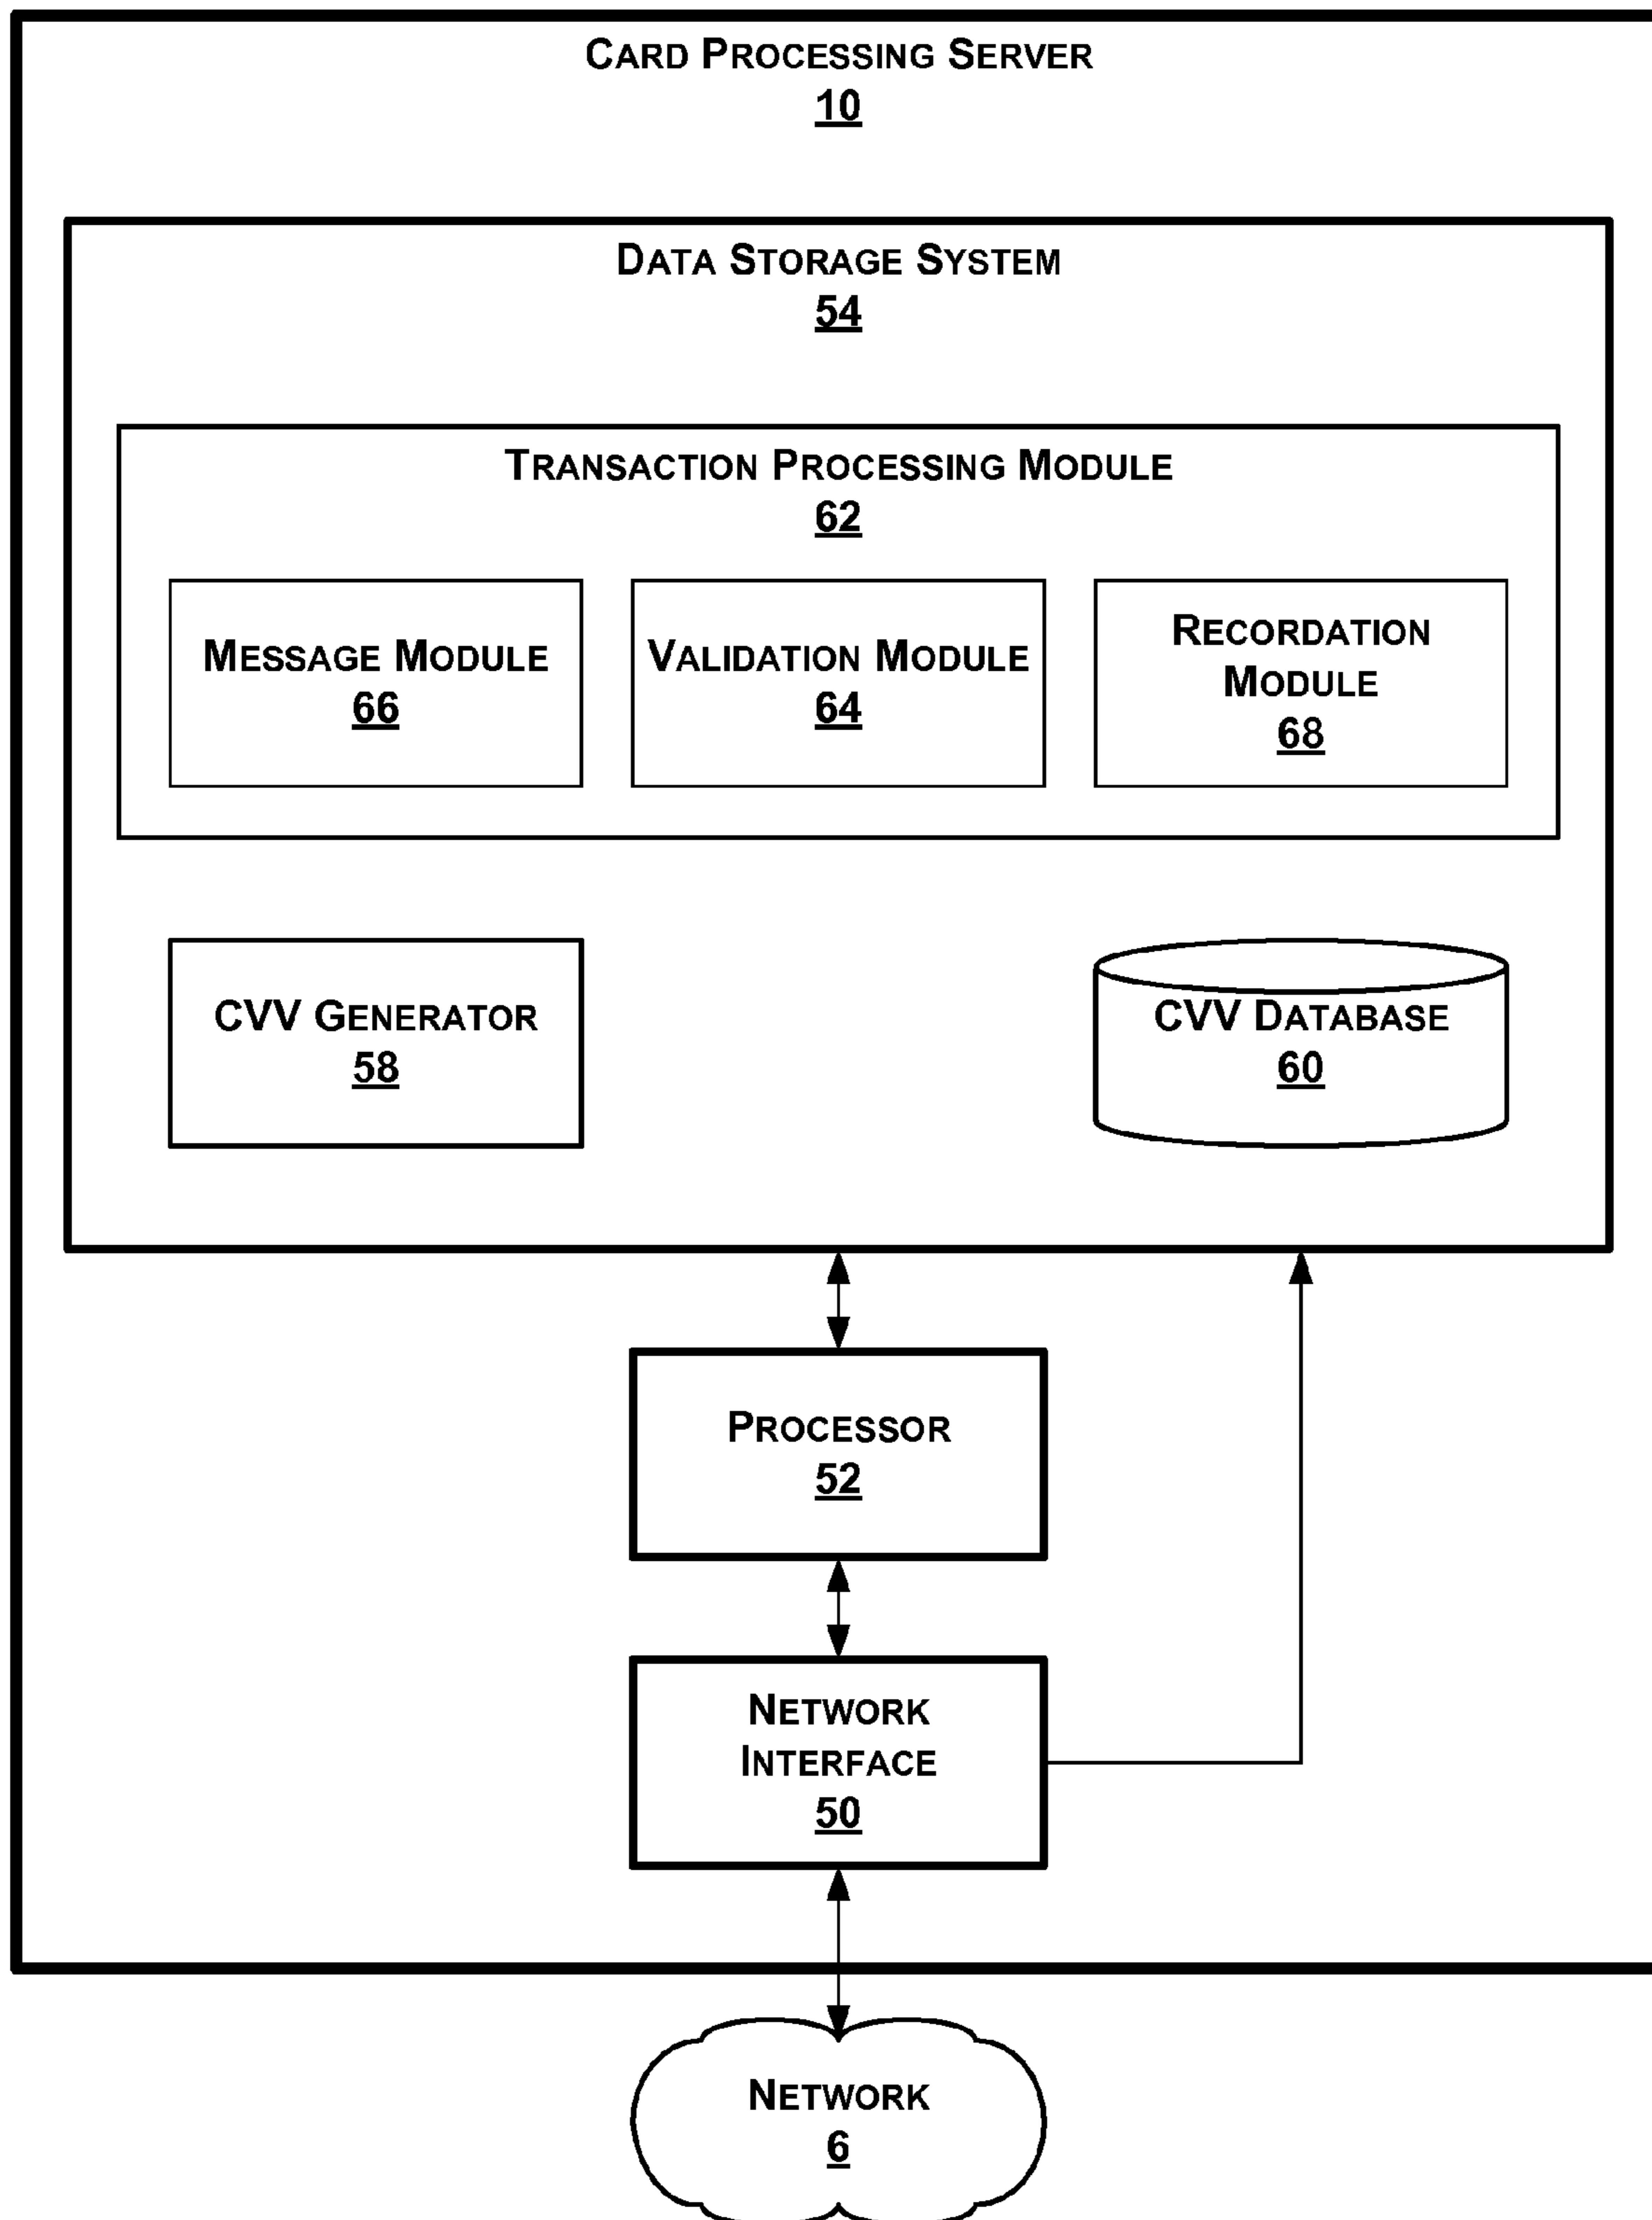 CARD PROCESSING SERVER
10
DATA STORAGE SYSTEM
54
TRANSACTION PROCESSING MODULE
62
MESSAGE MODULE
66
VALIDATION MODULE
64
RECORDATION
MODULE
68
CVV GENERATOR
58
CVV DATABASE
60
PROCESSOR
52
NETWORK
INTERFACE
50
NETWORK
6